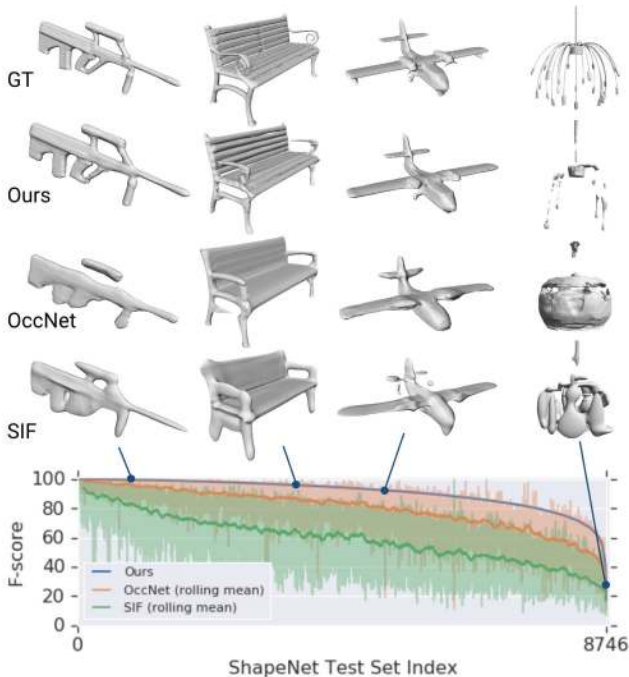 GT
Ours
OccNet
SIF
100
80
60
40
20
0
F-score
Ours
OccNet (rolling mean)
SIF (rolling mean)
0
8746
ShapeNet Test Set Index